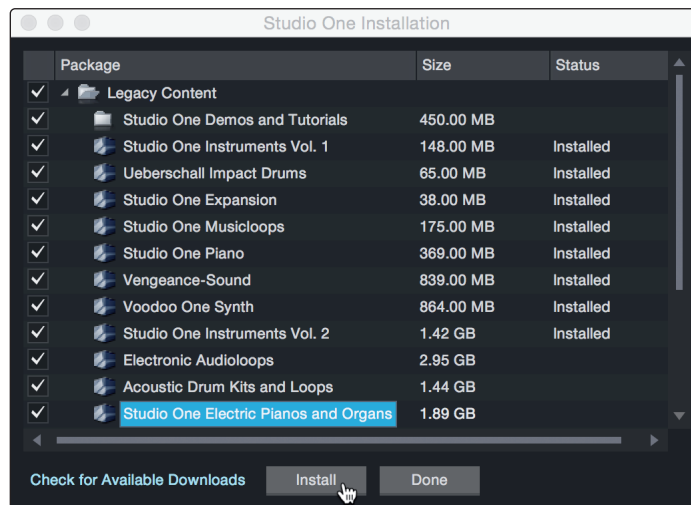 Studio One Installation
Package Size Status
Legacy Content
Studio One Demos and Tutorials 450.00 MB
Studio One Instruments Vol. 1 148.00 MB Installed
Ueberschall Impact Drums 65.00 MB Installed
Studio One Expansion 38.00 MB Installed
Studio One Musicloops 175.00 MB Installed
Studio One Piano 369.00 MB Installed
Vengeance-Sound 839.00 MB Installed
Voodoo One Synth 864.00 MB Installed
Studio One Instruments Vol. 2 1.42 GB Installed
Electronic Audioloops 2.95 GB
Acoustic Drum Kits and Loops 1.44 GB
Studio One Electric Pianos and Organs 1.89 GB
Check for Available Downloads Install Done